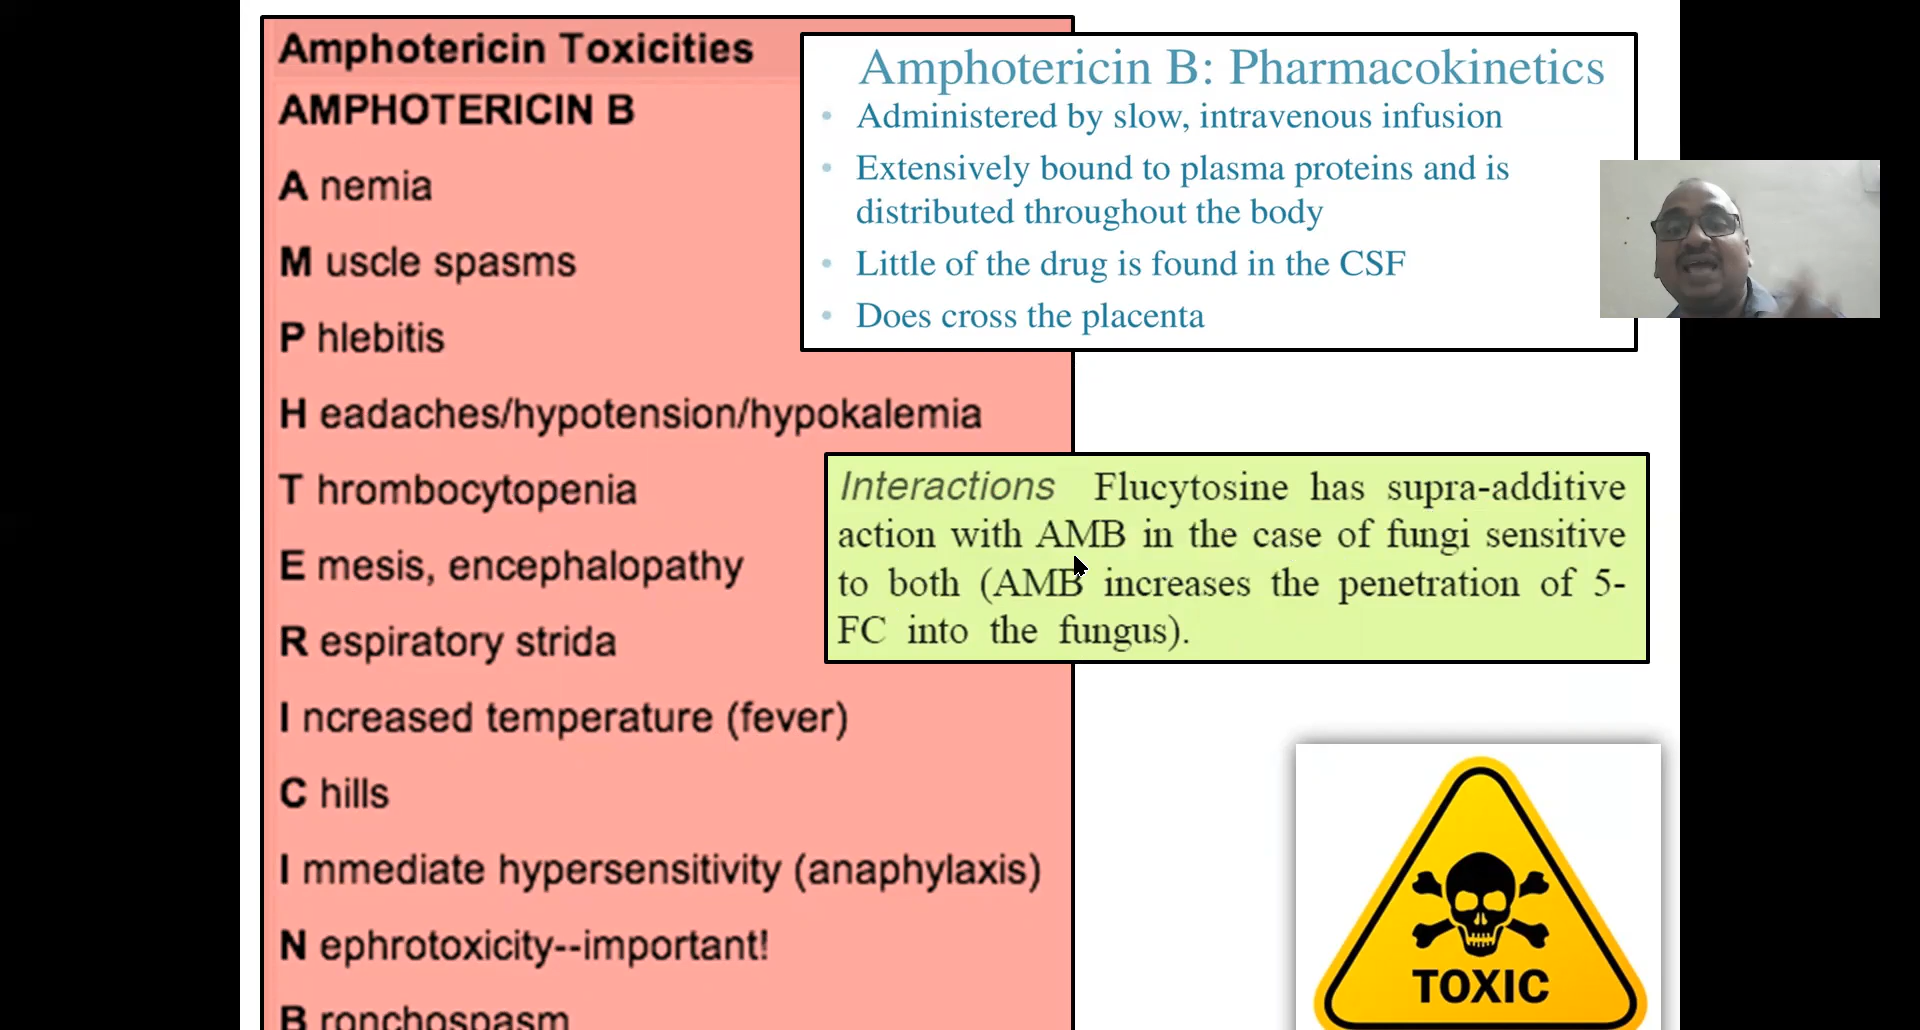 Amphotericin Toxicities
AMPHOTERICIN B
A nemia
M uscle spasms
P hlebitis
H eadaches/hypotension/hypokalemia
T hrombocytopenia
E mesis, encephalopathy
R espiratory strida
I ncreased temperature (fever)
C hills
I mmediate hypersensitivity (anaphylaxis)
N ephrotoxicity--important!
B ronchospasm
Amphotericin B: Pharmacokinetics
• Administered by slow, intravenous infusion
• Extensively bound to plasma proteins and is
distributed throughout the body
• Little of the drug is found in the CSF
• Does cross the placenta
Interactions Flucytosine has supra-additive
action with AMB in the case of fungi sensitive
to both (AMB increases the penetration of 5-
FC into the fungus).
TOXIC